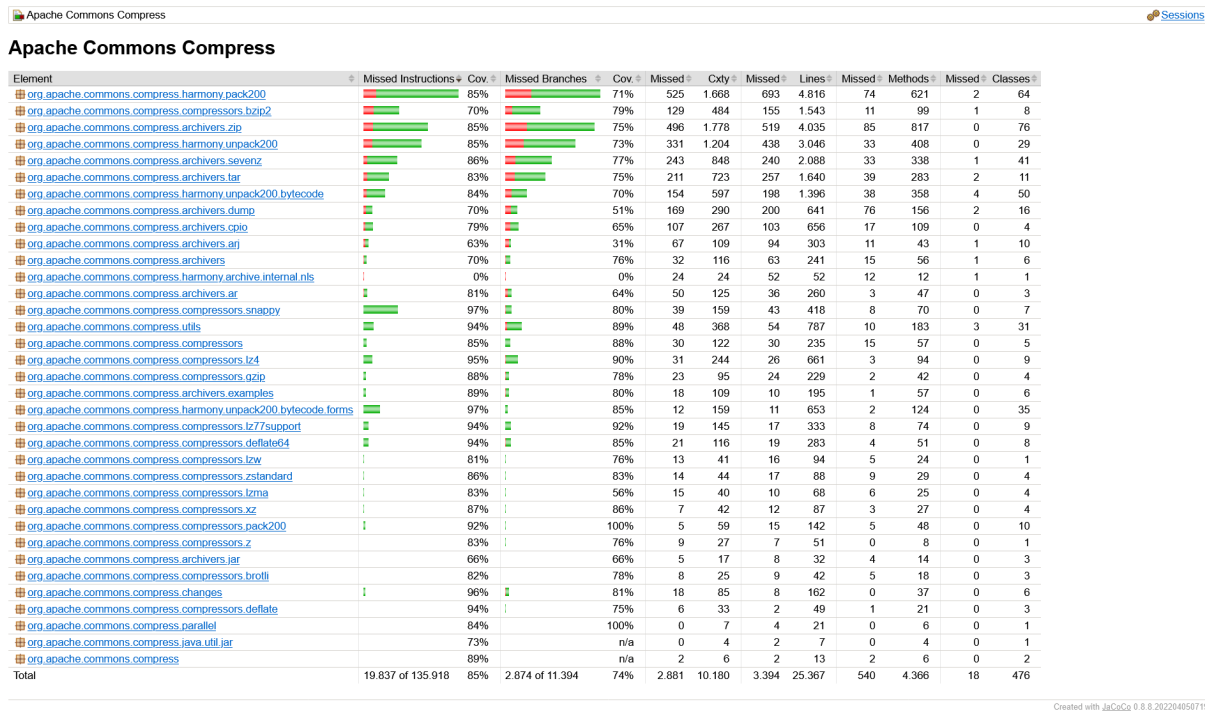 Apache Commons Compress Sessions
Apache Commons Compress
Element Missed Instructions Cov. Missed Branches Cov. Missed Cxty Missed Lines Missed Methods Missed Classes
org.apache.commons.compress.harmony.pack200 85% 71% 525 1.668 693 4.816 74 621 2 64
org.apache.commons.compress.compressors.bzip2 70% 79% 129 484 155 1.543 11 99 1 8
org.apache.commons.compress.archivers.zip 85% 75% 496 1.778 519 4.035 85 817 0 76
org.apache.commons.compress.harmony.unpack200 85% 73% 331 1.204 438 3.046 33 408 0 29
org.apache.commons.compress.archivers.sevenz 86% 77% 243 848 240 2.088 33 338 1 41
org.apache.commons.compress.archivers.tar 83% 75% 211 723 257 1.640 39 283 2 11
org.apache.commons.compress.harmony.unpack200.bytecode 84% 70% 154 597 198 1.396 38 358 4 50
org.apache.commons.compress.archivers.dump 70% 51% 169 290 200 641 76 156 2 16
org.apache.commons.compress.archivers.cpio 79% 65% 107 267 103 656 17 109 0 4
org.apache.commons.compress.archivers.arj 63% 31% 67 109 94 303 11 43 1 10
org.apache.commons.compress.archivers 70% 76% 32 116 63 241 15 56 1 6
org.apache.commons.compress.harmony.archive.internal.nls 0% 0% 24 24 52 52 12 12 1 1
org.apache.commons.compress.archivers.ar 81% 64% 50 125 36 260 3 47 0 3
org.apache.commons.compress.compressors.snappy 97% 80% 39 159 43 418 8 70 0 7
org.apache.commons.compress.utils 94% 89% 48 368 54 787 10 183 3 31
org.apache.commons.compress.compressors 85% 88% 30 122 30 235 15 57 0 5
org.apache.commons.compress.compressors.lz4 95% 90% 31 244 26 661 3 94 0 9
org.apache.commons.compress.compressors.gzip 88% 78% 23 95 24 229 2 42 0 4
org.apache.commons.compress.archivers.examples 89% 80% 18 109 10 195 1 57 0 6
org.apache.commons.compress.harmony.unpack200.bytecode.forms 97% 85% 12 159 11 653 2 124 0 35
org.apache.commons.compress.compressors.lz77support 94% 92% 19 145 17 333 8 74 0 9
org.apache.commons.compress.compressors.deflate64 94% 85% 21 116 19 283 4 51 0 8
org.apache.commons.compress.compressors.lzw 81% 76% 13 41 16 94 5 24 0 1
org.apache.commons.compress.compressors.zstandard 86% 83% 14 44 17 88 9 29 0 4
org.apache.commons.compress.compressors.lzma 83% 56% 15 40 10 68 6 25 0 4
org.apache.commons.compress.compressors.xz 87% 86% 7 42 12 87 3 27 0 4
org.apache.commons.compress.compressors.pack200 92% 100% 5 59 15 142 5 48 0 10
org.apache.commons.compress.compressors.z 83% 76% 9 27 7 51 0 8 0 1
org.apache.commons.compress.archivers.jar 66% 66% 5 17 8 32 4 14 0 3
org.apache.commons.compress.compressors.brotli 82% 78% 8 25 9 42 5 18 0 3
org.apache.commons.compress.changes 96% 81% 18 85 8 162 0 37 0 6
org.apache.commons.compress.compressors.deflate 94% 75% 6 33 2 49 1 21 0 3
org.apache.commons.compress.parallel 84% 100% 0 7 4 21 0 6 0 1
org.apache.commons.compress.java.util.jar 73% n/a 0 4 2 7 0 4 0 1
org.apache.commons.compress 89% n/a 2 6 2 13 2 6 0 2
Total 19.837 of 135.918 85% 2.874 of 11.394 74% 2.881 10.180 3.394 25.367 540 4.366 18 476
Created with JaCoCo 0.8.8.20220405071